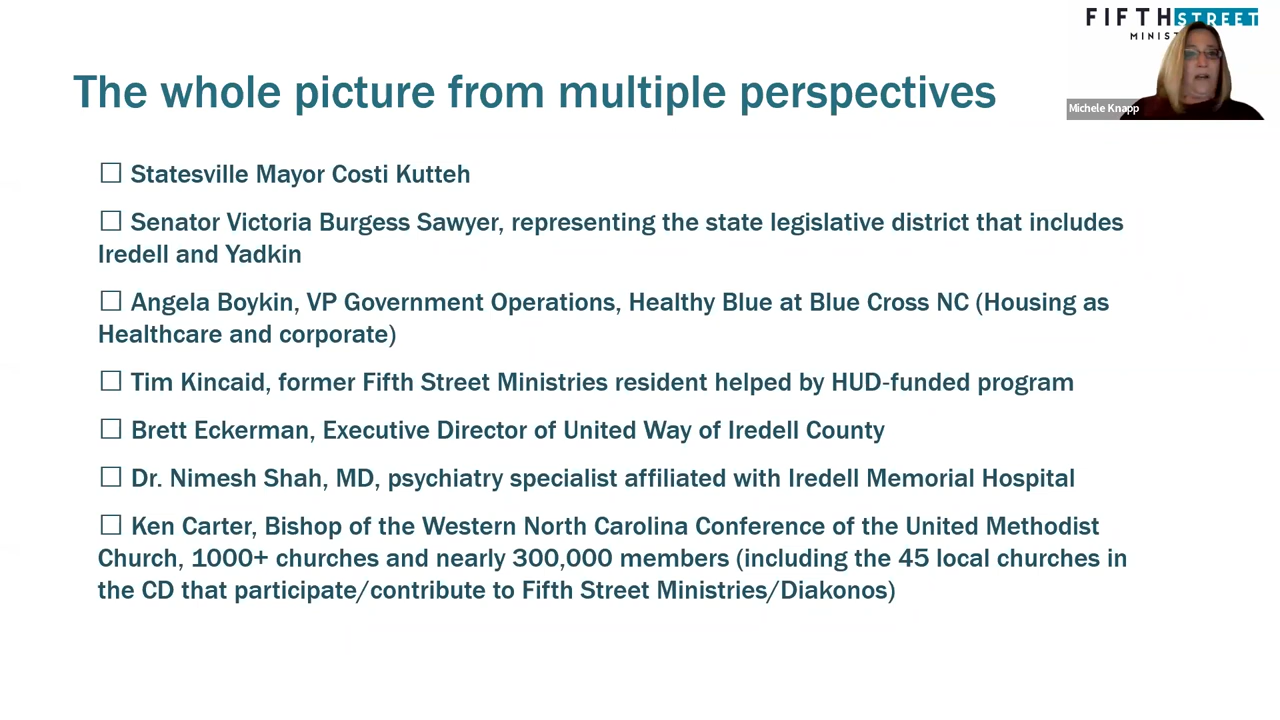 FIFTH STREET
MINIST
The whole picture from multiple perspectives
Michele Knapp
☐ Statesville Mayor Costi Kutteh
☐ Senator Victoria Burgess Sawyer, representing the state legislative district that includes
Iredell and Yadkin
☐ Angela Boykin, VP Government Operations, Healthy Blue at Blue Cross NC (Housing as
Healthcare and corporate)
☐ Tim Kincaid, former Fifth Street Ministries resident helped by HUD-funded program
☐ Brett Eckerman, Executive Director of United Way of Iredell County
☐ Dr. Nimesh Shah, MD, psychiatry specialist affiliated with Iredell Memorial Hospital
☐ Ken Carter, Bishop of the Western North Carolina Conference of the United Methodist
Church, 1000+ churches and nearly 300,000 members (including the 45 local churches in
the CD that participate/contribute to Fifth Street Ministries/Diakonos)